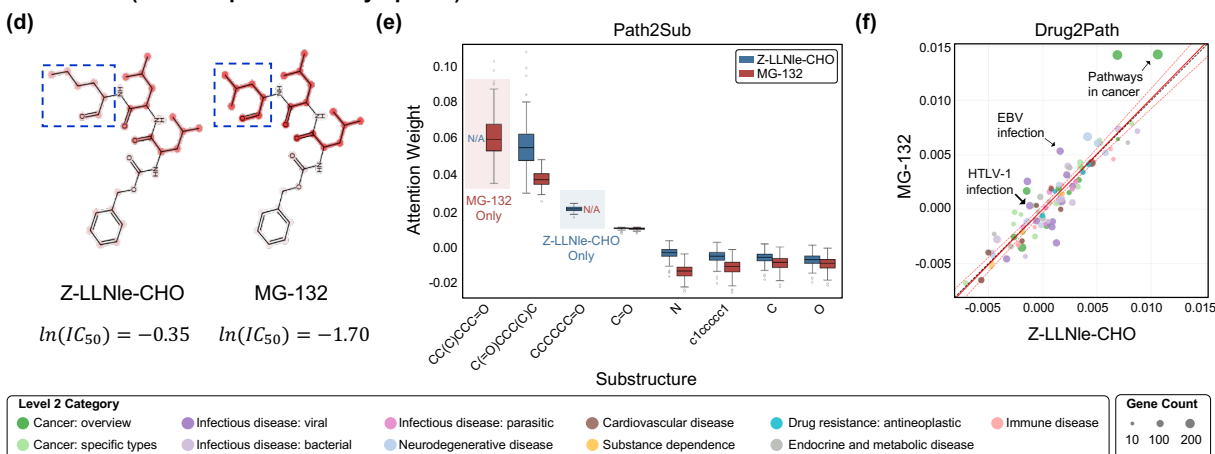 (d)
(e)
(f)
Path2Sub
Drug2Path
Z-LLNle-CHO
MG-132
N/A
MG-132
Only
N/A
Z-LLNle-CHO
Only
Attention Weight
0.10
0.08
0.06
0.04
0.02
0.00
-0.02
CC(C)CCC=O
C(=O)CCC(C)C
CCCCCC=O
C=O
N
c1ccccc1
C
O
Substructure
Z-LLNle-CHO
MG-132
ln(IC50) = −0.35
ln(IC50) = −1.70
MG-132
0.015
0.010
0.005
0.000
-0.005
-0.005
0.000
0.005
0.010
0.015
Z-LLNle-CHO
Pathways
in cancer
EBV
infection
HTLV-1
infection
Level 2 Category
Cancer: overview
Infectious disease: viral
Infectious disease: parasitic
Cardiovascular disease
Drug resistance: antineoplastic
Immune disease
Cancer: specific types
Infectious disease: bacterial
Neurodegenerative disease
Substance dependence
Endocrine and metabolic disease
Gene Count
10 100 200